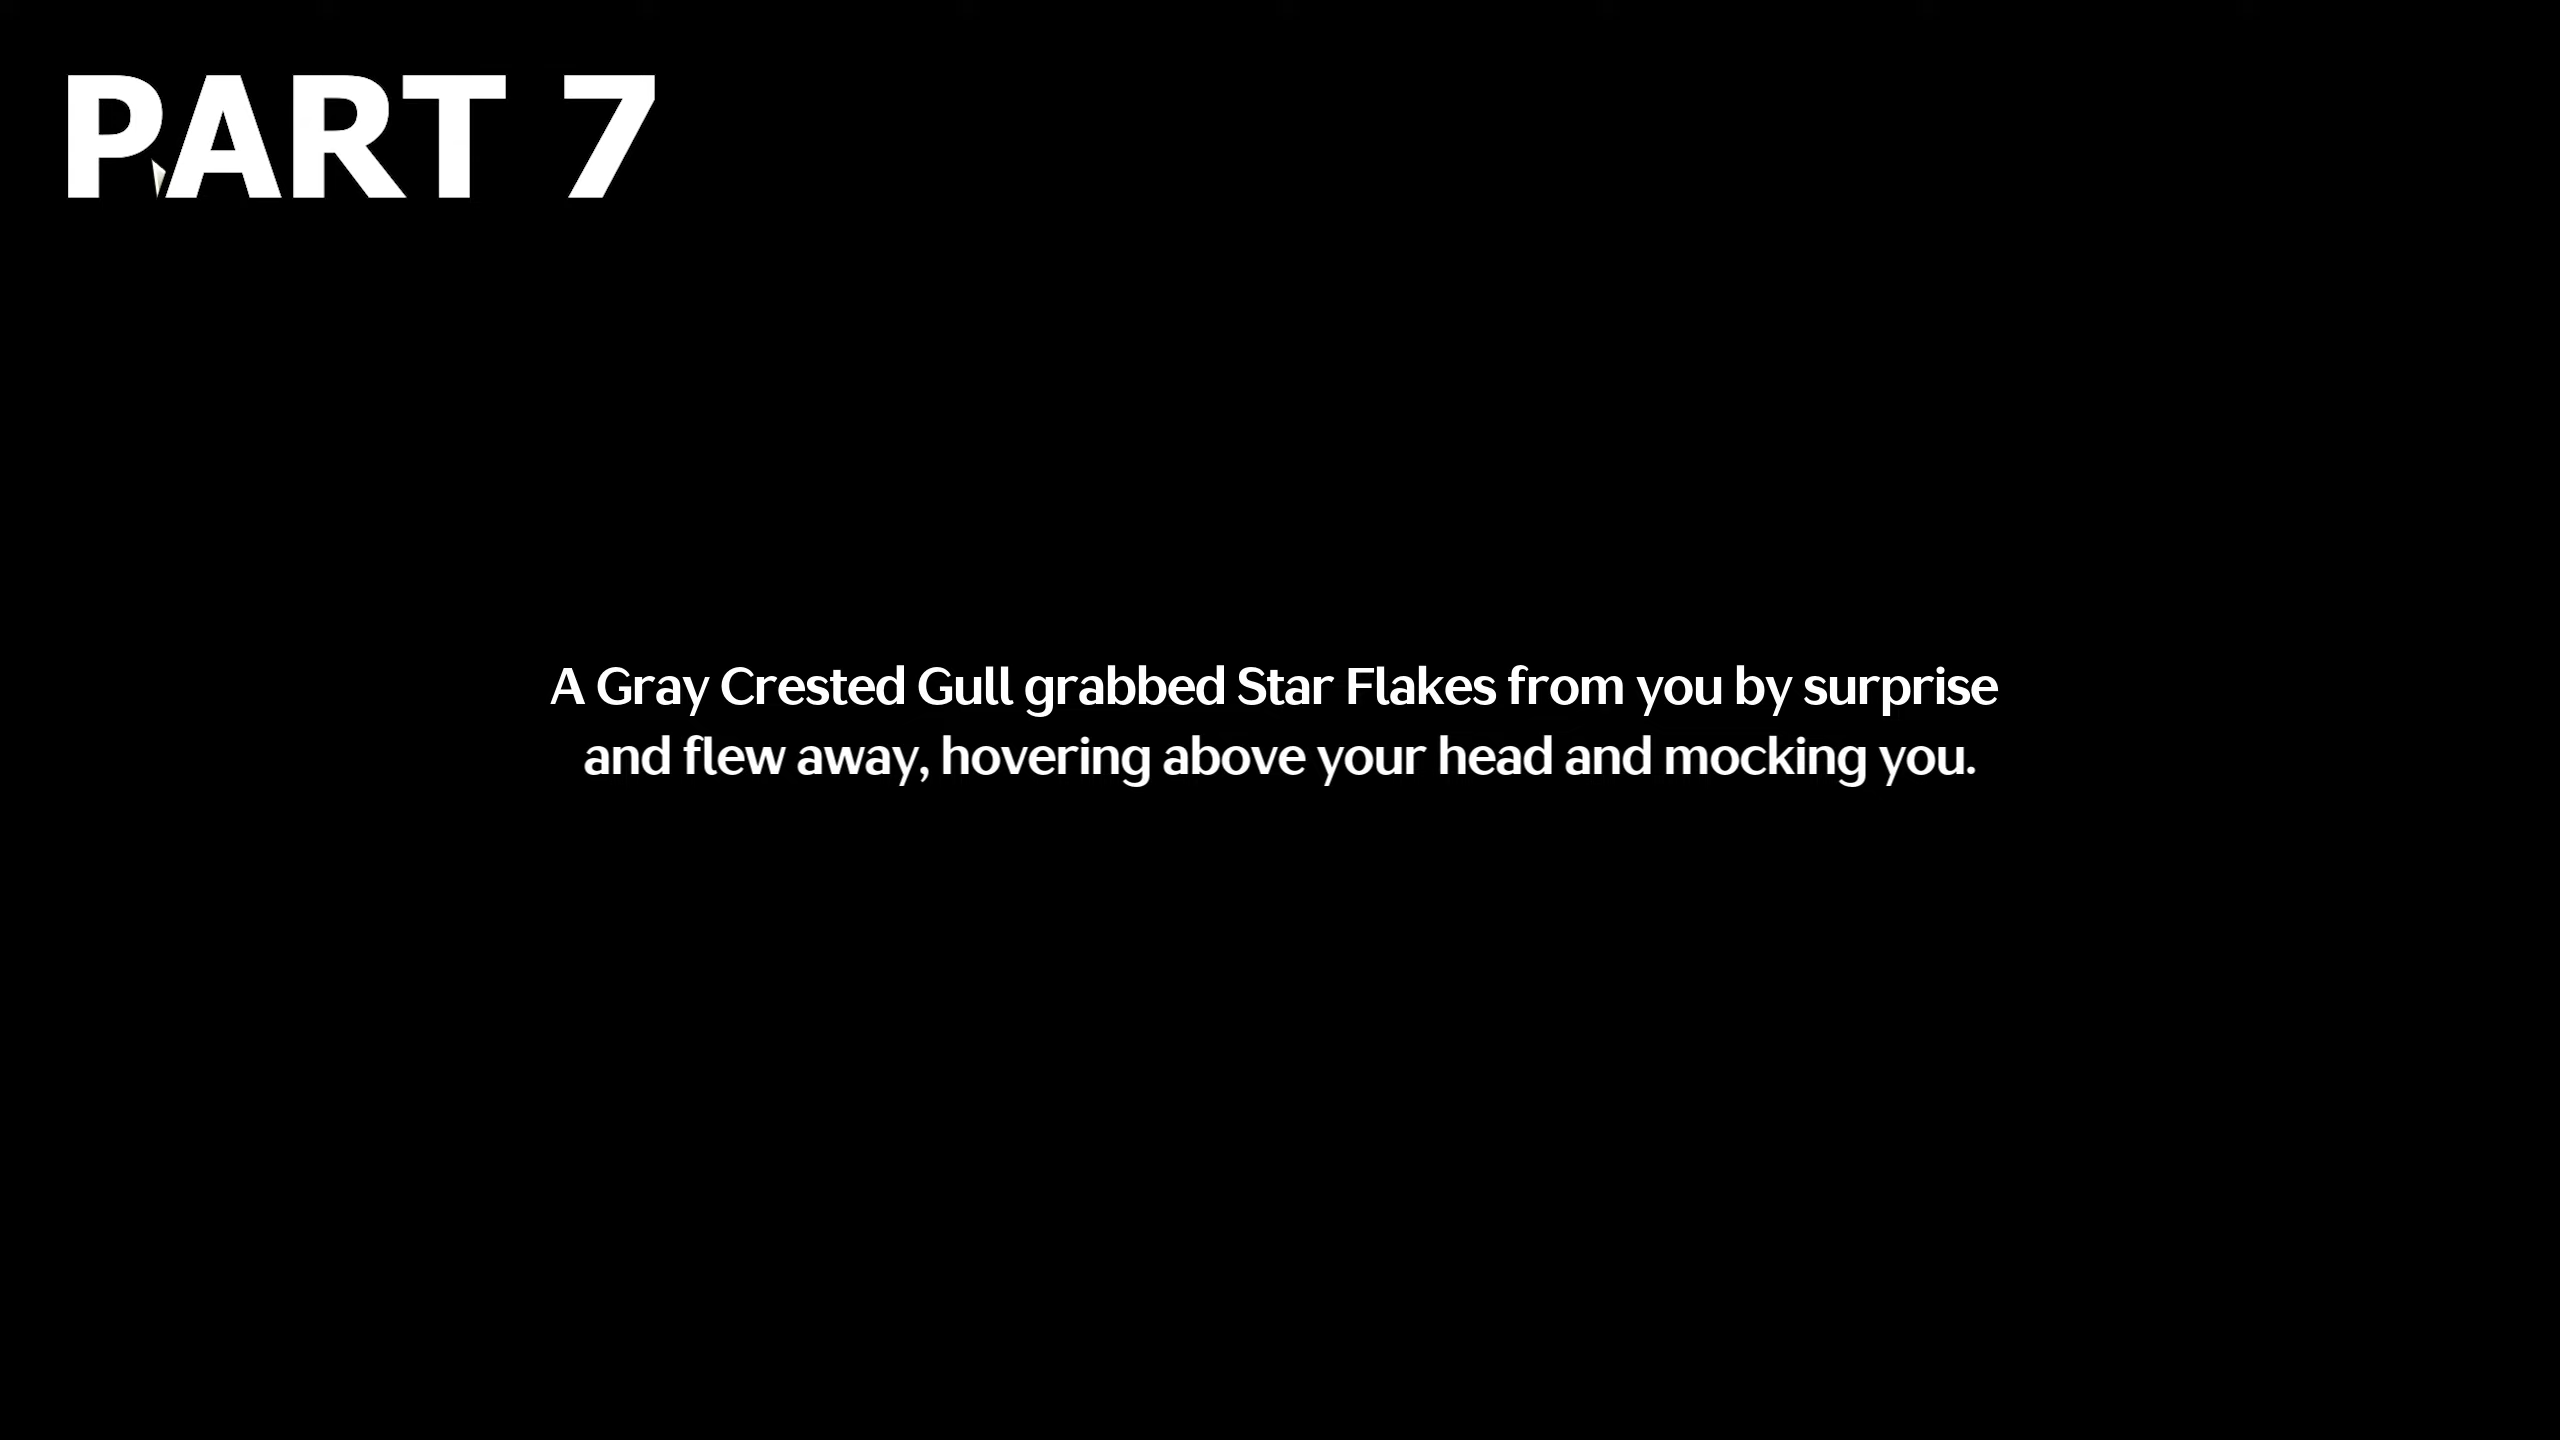 PART 7
A Gray Crested Gull grabbed Star Flakes from you by surprise
and flew away, hovering above your head and mocking you.